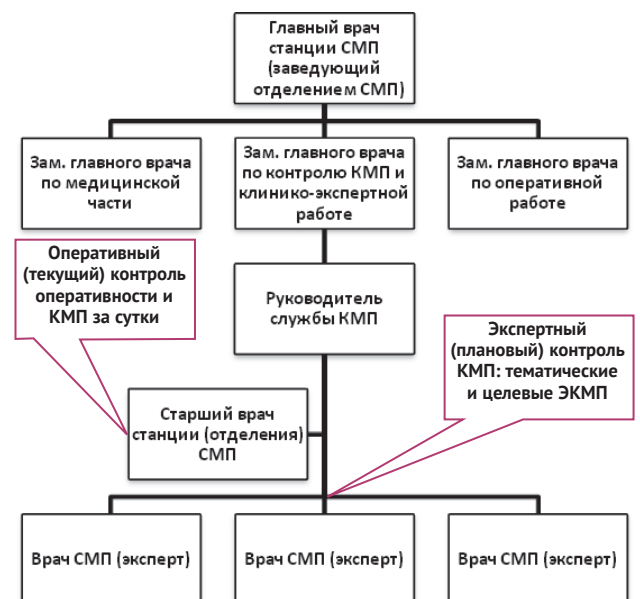 Главный врач
станции СМП
(заведующий
отделением СМП)
Зам. главного врача
по медицинской
части
Зам. главного врача
по контролю КМП и
клинико-экспертной
работе
Зам. главного врача
по оперативной
работе
Оперативный
(текущий) контроль
оперативности и
КМП за сутки
Руководитель
службы КМП
Экспертный
(плановый) контроль
КМП: тематические
и целевые ЭКМП
Старший врач
станции (отделения)
СМП
Врач СМП (эксперт)
Врач СМП (эксперт)
Врач СМП (эксперт)